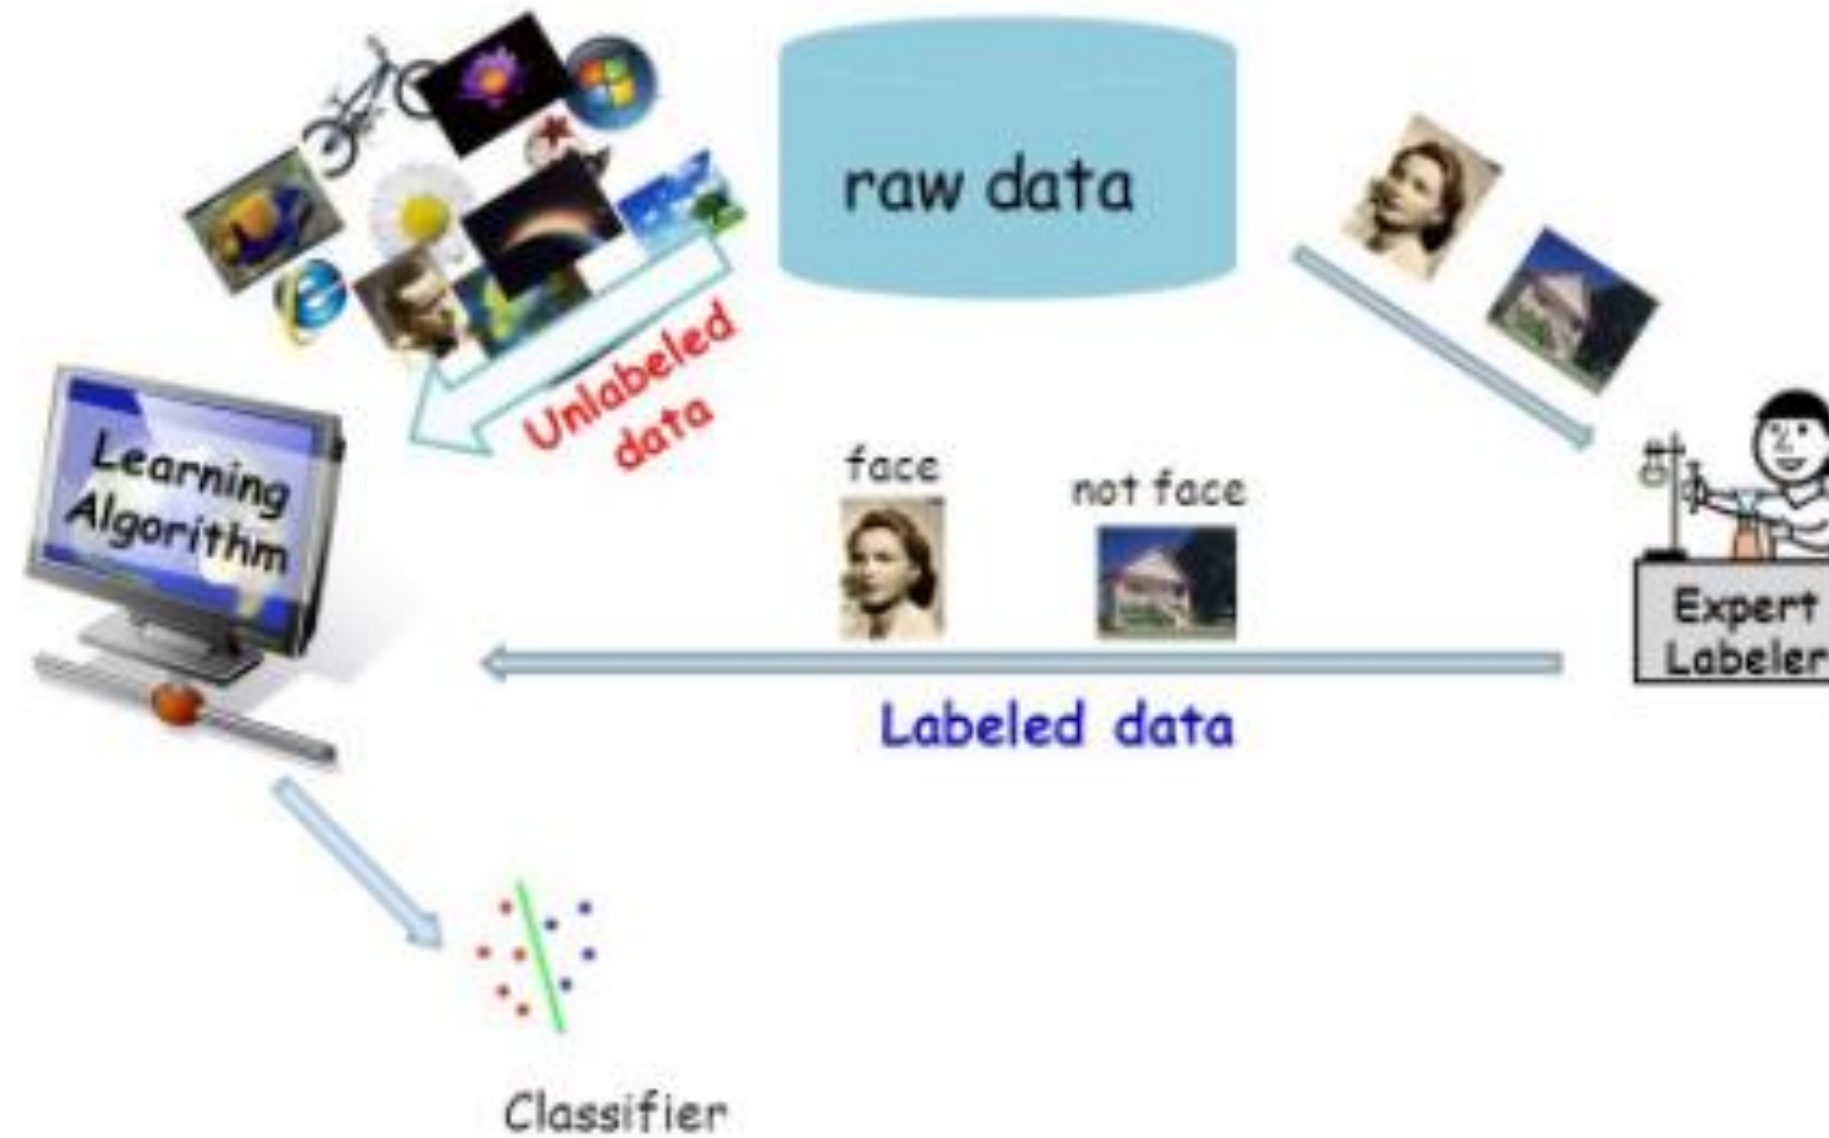 raw data
Unlabeled
data
Learning
Algorithm
face
not face
Expert
Labeler
Labeled data
Classifier